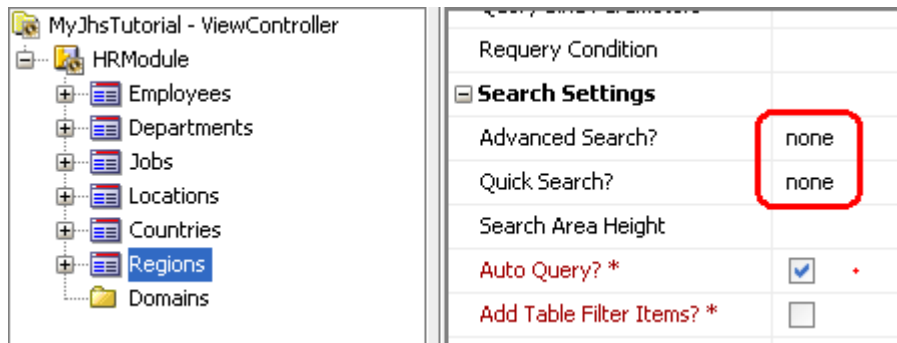 MyJhsTutorial - ViewController
HRModule
Employees
Departments
Jobs
Locations
Countries
Regions
Domains
Requery Condition
Search Settings
Advanced Search? none
Quick Search? none
Search Area Height
Auto Query? *
Add Table Filter Items? *